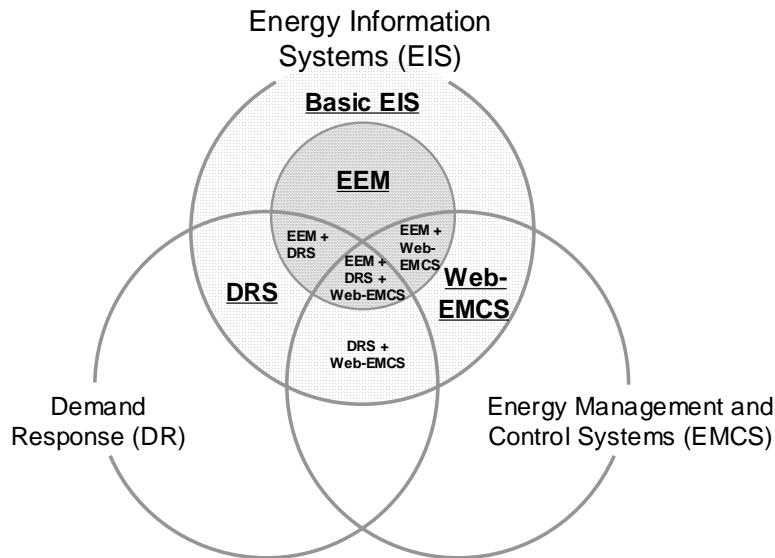 Energy Information
Systems (EIS)
Basic EIS
EEM
EEM +
DRS
EEM +
Web-
EMCS
EEM +
DRS +
Web-EMCS
DRS
Web-
EMCS
DRS +
Web-EMCS
Demand
Response (DR)
Energy Management and
Control Systems (EMCS)